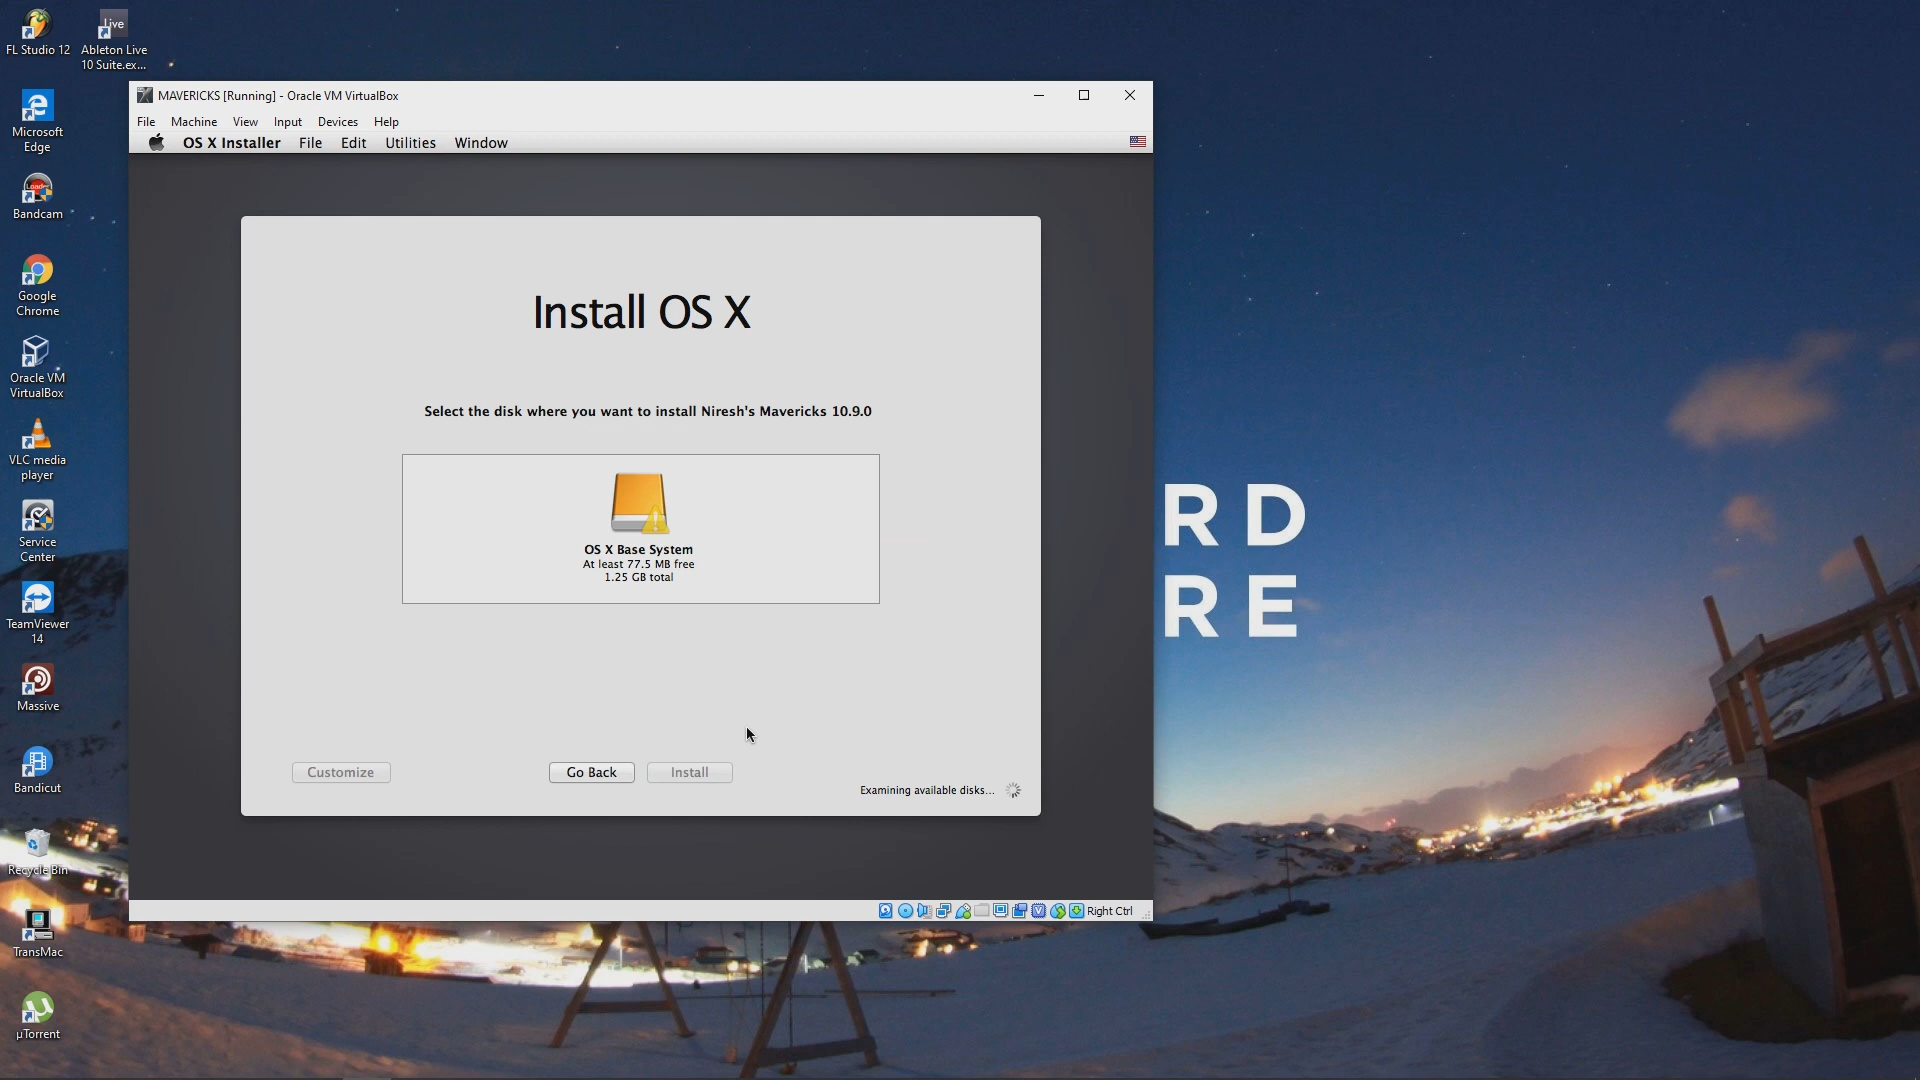 FL Studio 12
Live
Ableton Live
10 Suite.ex...
Microsoft
Edge
Bandcam
Google
Chrome
Oracle VM
VirtualBox
VLC media
player
Service
Center
TeamViewer
14
Massive
Bandicut
Recycle Bin
TransMac
µTorrent
MAVERICKS [Running] - Oracle VM VirtualBox
File Machine View Input Devices Help
OS X Installer File Edit Utilities Window
Install OS X
Select the disk where you want to install Niresh's Mavericks 10.9.0
OS X Base System
At least 77.5 MB free
1.25 GB total
Customize Go Back Install
Examining available disks...
Right Ctrl
RD
RE